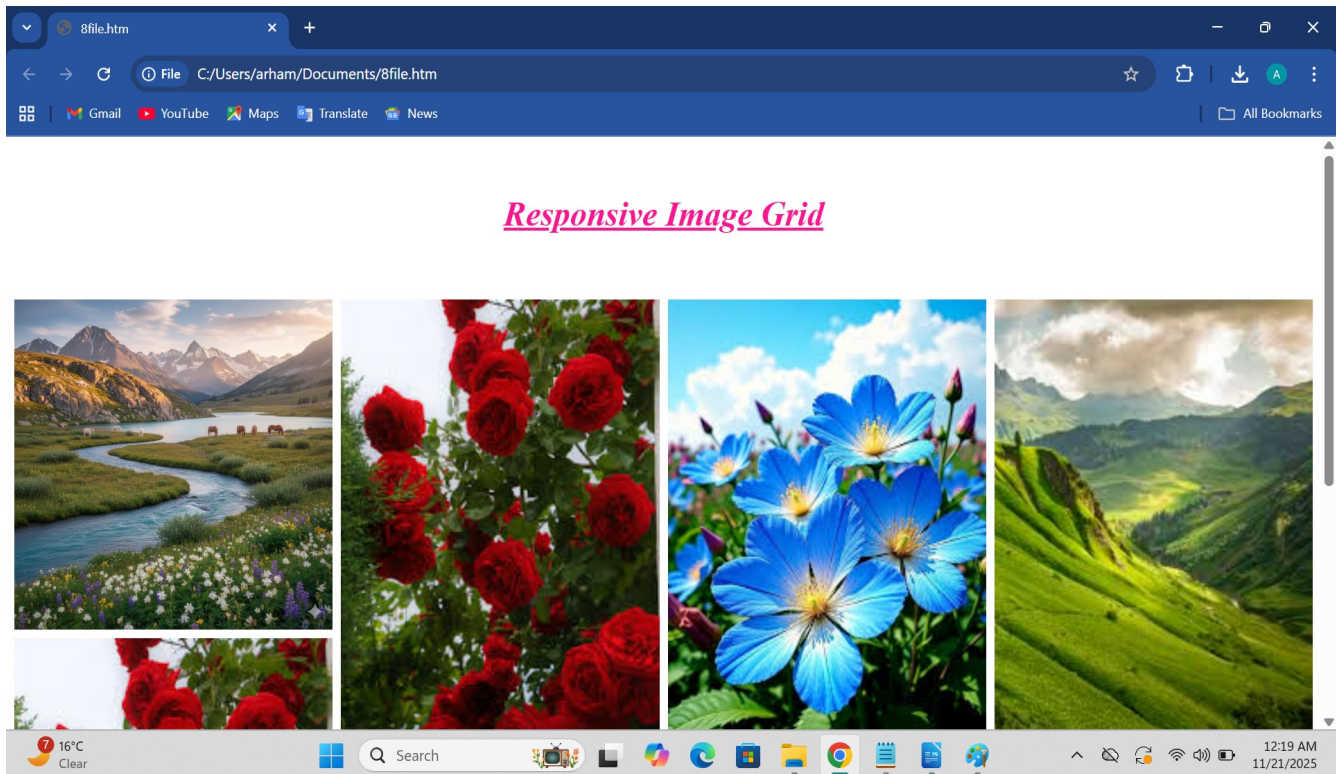 8file.htm
File C:/Users/arham/Documents/8file.htm
A
Gmail YouTube Maps Translate News All Bookmarks
Responsive Image Grid
7 16°C
Clear
Search
12:19 AM
11/21/2025